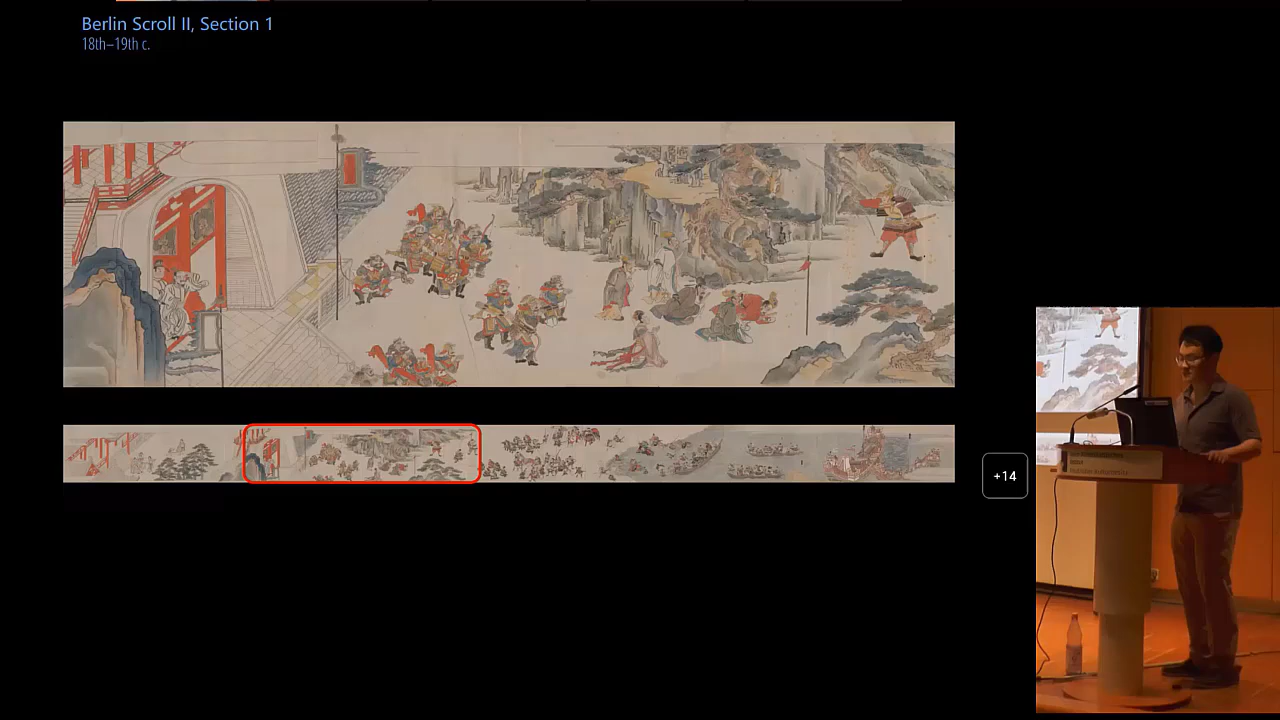 Berlin Scroll II, Section 1
18th–19th c.
+14